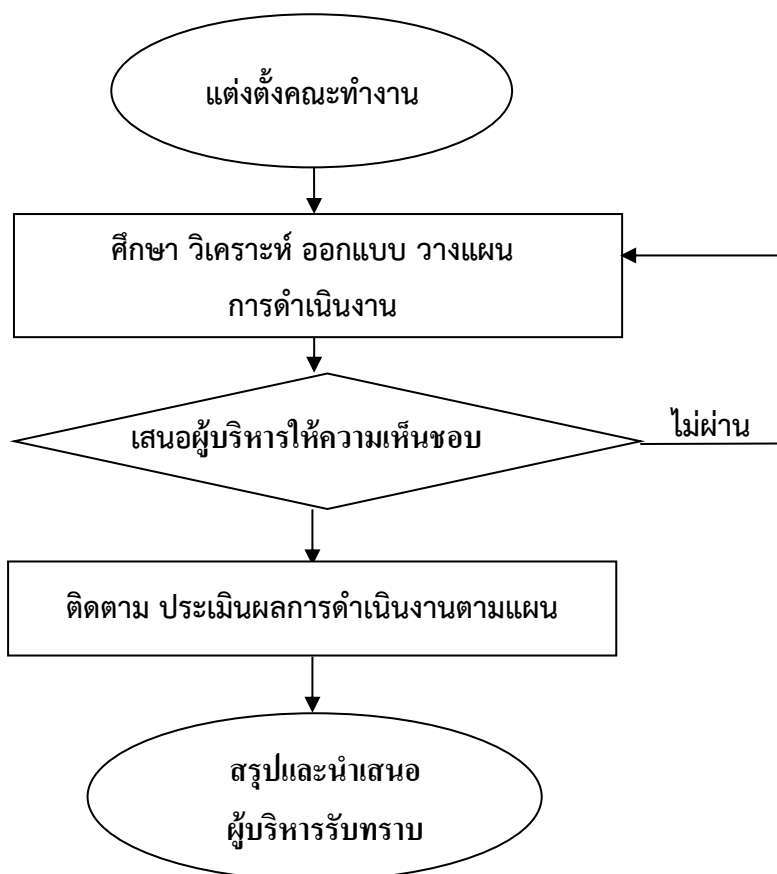 แต่งตั้งคณะทำงาน
ศึกษา วิเคราะห์ ออกแบบ วางแผน
การดำเนินงาน
เสนอผู้บริหารให้ความเห็นชอบ
ไม่ผ่าน
ติดตาม ประเมินผลการดำเนินงานตามแผน
สรุปและนำเสนอ
ผู้บริหารรับทราบ